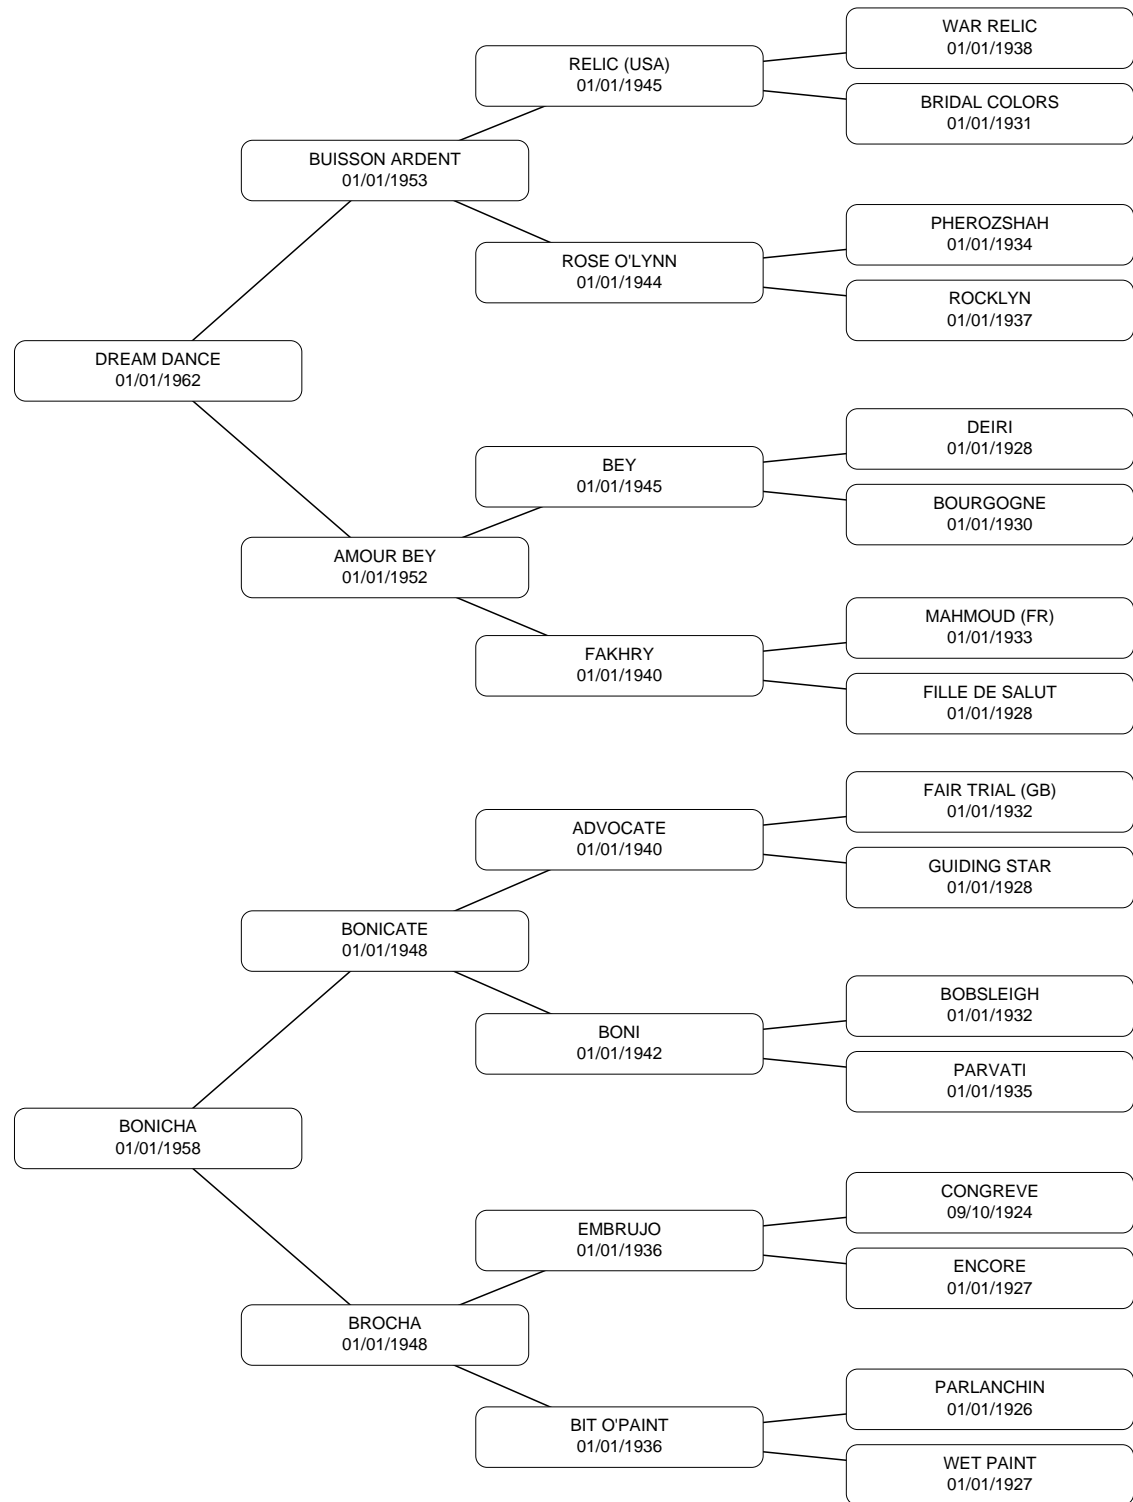 WAR RELIC
01/01/1938
RELIC (USA)
01/01/1945
BRIDAL COLORS
01/01/1931
BUISSON ARDENT
01/01/1953
PHEROZSHAH
01/01/1934
ROSE O'LYNN
01/01/1944
ROCKLYN
01/01/1937
DREAM DANCE
01/01/1962
DEIRI
01/01/1928
BEY
01/01/1945
BOURGOGNE
01/01/1930
AMOUR BEY
01/01/1952
MAHMOUD (FR)
01/01/1933
FAKHRY
01/01/1940
FILLE DE SALUT
01/01/1928
FAIR TRIAL (GB)
01/01/1932
ADVOCATE
01/01/1940
GUIDING STAR
01/01/1928
BONICATE
01/01/1948
BOBSLEIGH
01/01/1932
BONI
01/01/1942
PARVATI
01/01/1935
BONICHA
01/01/1958
CONGREVE
09/10/1924
EMBRUJO
01/01/1936
ENCORE
01/01/1927
BROCHA
01/01/1948
PARLANCHIN
01/01/1926
BIT O'PAINT
01/01/1936
WET PAINT
01/01/1927